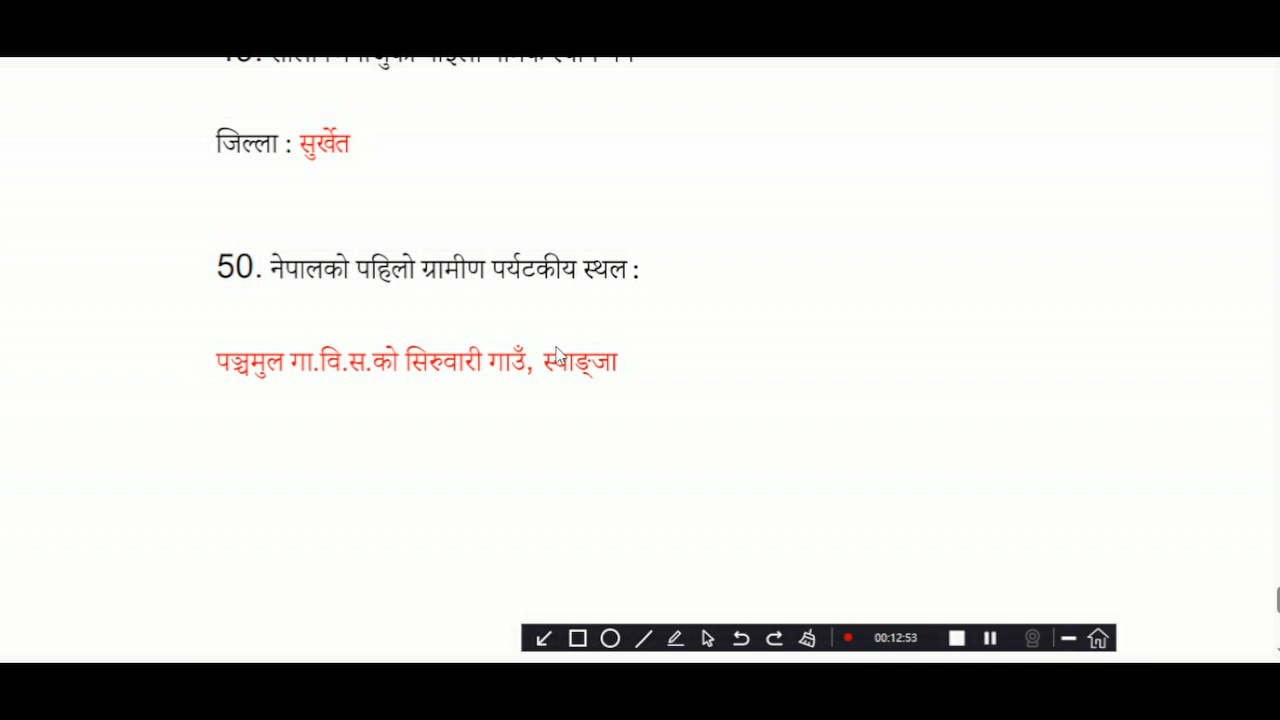 जिल्ला : सुर्खेत
50. नेपालको पहिलो ग्रामीण पर्यटकीय स्थल :
पञ्चमुल गा.वि.स.को सिरुवारी गाउँ, स्याङ्जा
00:12:53